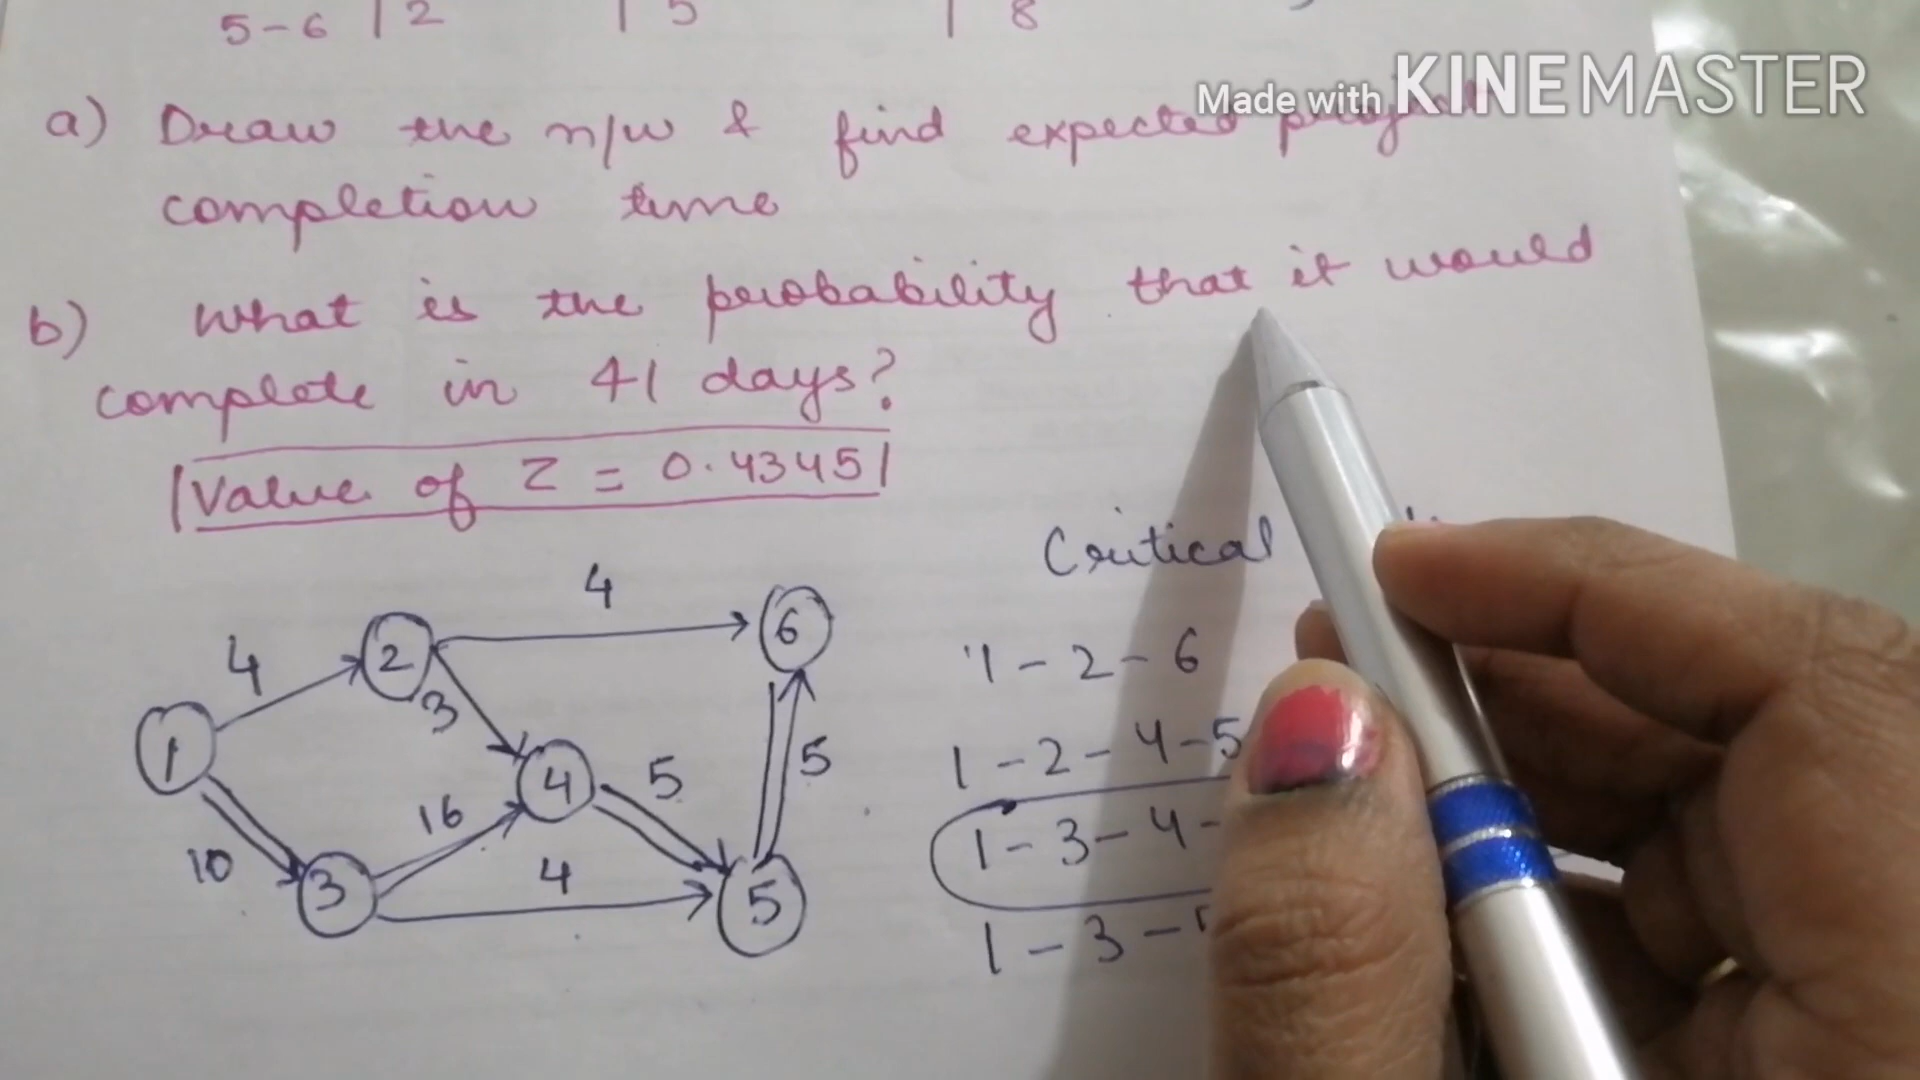 5-6 | 2 | 5 | 8
Made with KINEMASTER
a) Draw the n/w & find expected
completion time
b) What is the probability that it would
complete in 41 days?
Value of Z = 0.4345
Critical
4
4
6
2
3
1
1-2-6
1-2-4-5
4
5
5
16
10
1-3-4-
3
4
5
1-3-